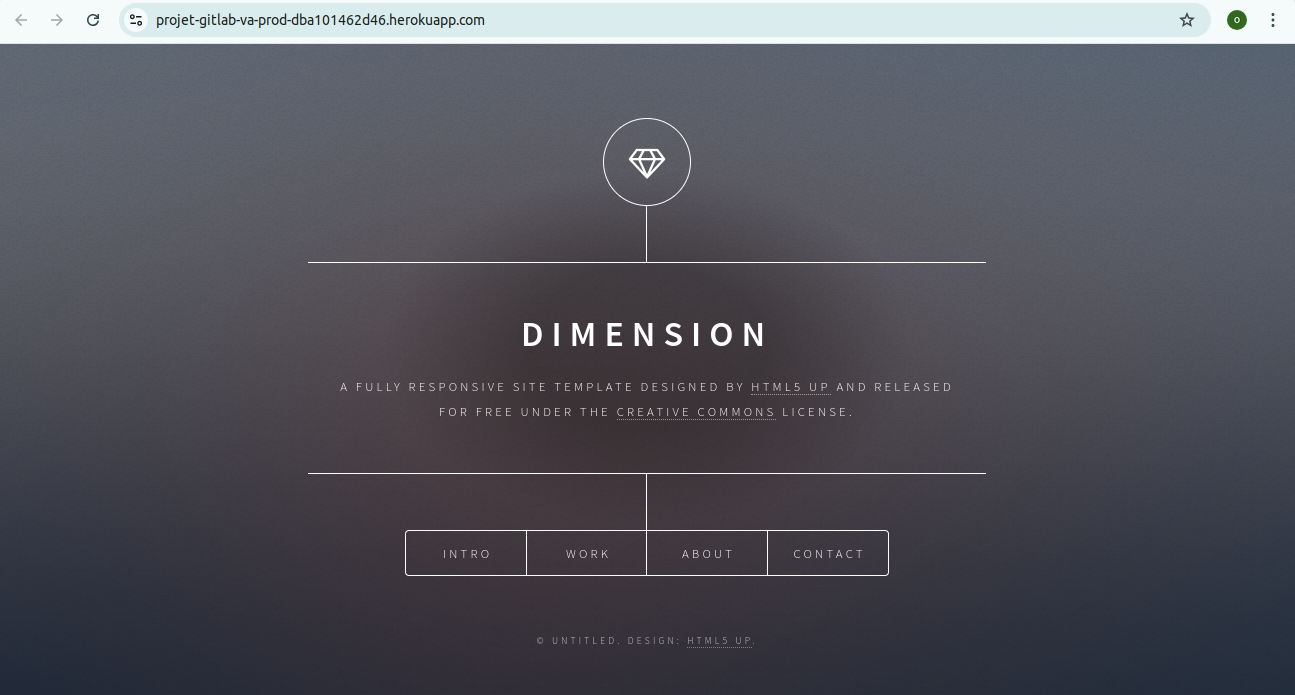 projet-gitlab-va-prod-dba101462d46.herokuapp.com
O
DIMENSION
A FULLY RESPONSIVE SITE TEMPLATE DESIGNED BY HTML5 UP AND RELEASED
FOR FREE UNDER THE CREATIVE COMMONS LICENSE.
INTRO WORK ABOUT CONTACT
© UNTITLED. DESIGN: HTML5 UP.